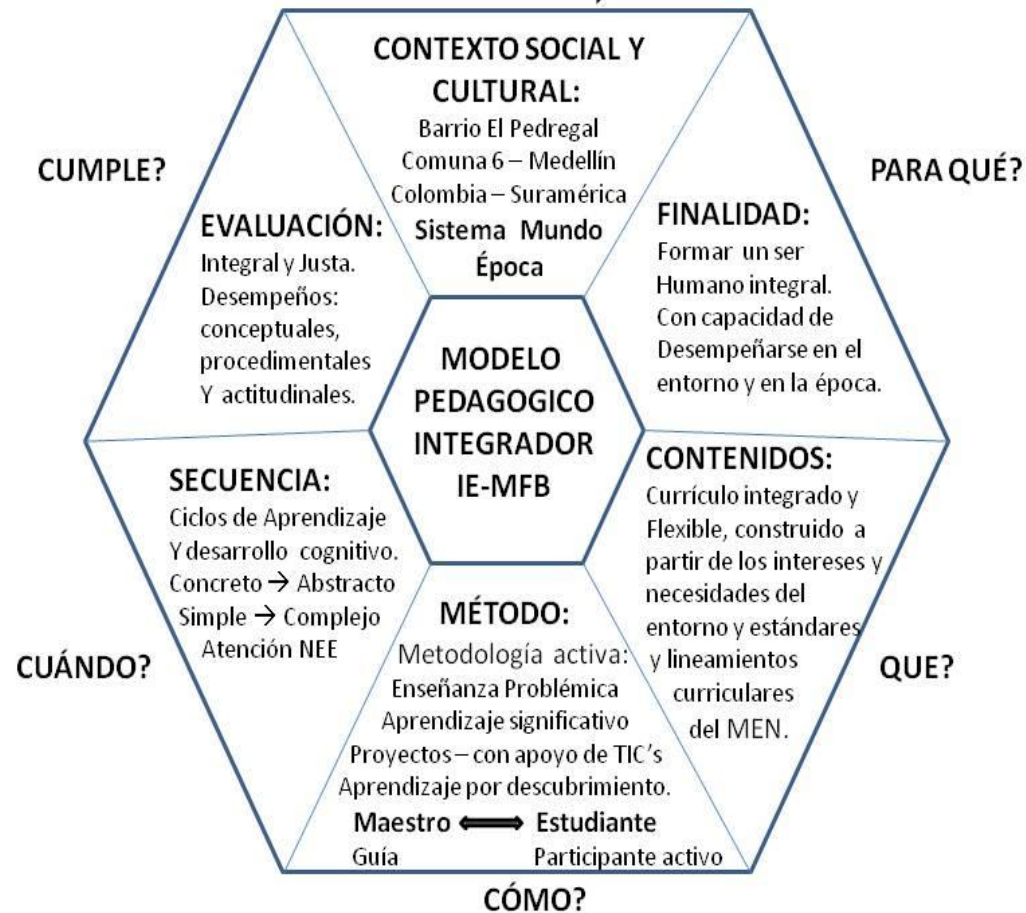 CONTEXTO SOCIAL Y
CULTURAL:
Barrio El Pedregal
Comuna 6 – Medellín
Colombia – Suramérica
Sistema Mundo
Época
CUMPLE?
EVALUACIÓN:
Integral y Justa.
Desempeños:
conceptuales,
procedimentales
Y actitudinales.
PARA QUÉ?
FINALIDAD:
Formar un ser
Humano integral.
Con capacidad de
Desempeñarse en el
entorno y en la época.
MODELO
PEDAGOGICO
INTEGRADOR
IE-MFB
SECUENCIA:
Ciclos de Aprendizaje
Y desarrollo cognitivo.
Concreto → Abstracto
Simple → Complejo
Atención NEE
CUÁNDO?
CONTENIDOS:
Currículo integrado y
Flexible, construido a
partir de los intereses y
necesidades del
entorno y estándares
y lineamientos
curriculares
del MEN.
QUE?
MÉTODO:
Metodología activa:
Enseñanza Problémica
Aprendizaje significativo
Proyectos – con apoyo de TIC's
Aprendizaje por descubrimiento.
Maestro ⟺ Estudiante
Guía Participante activo
CÓMO?